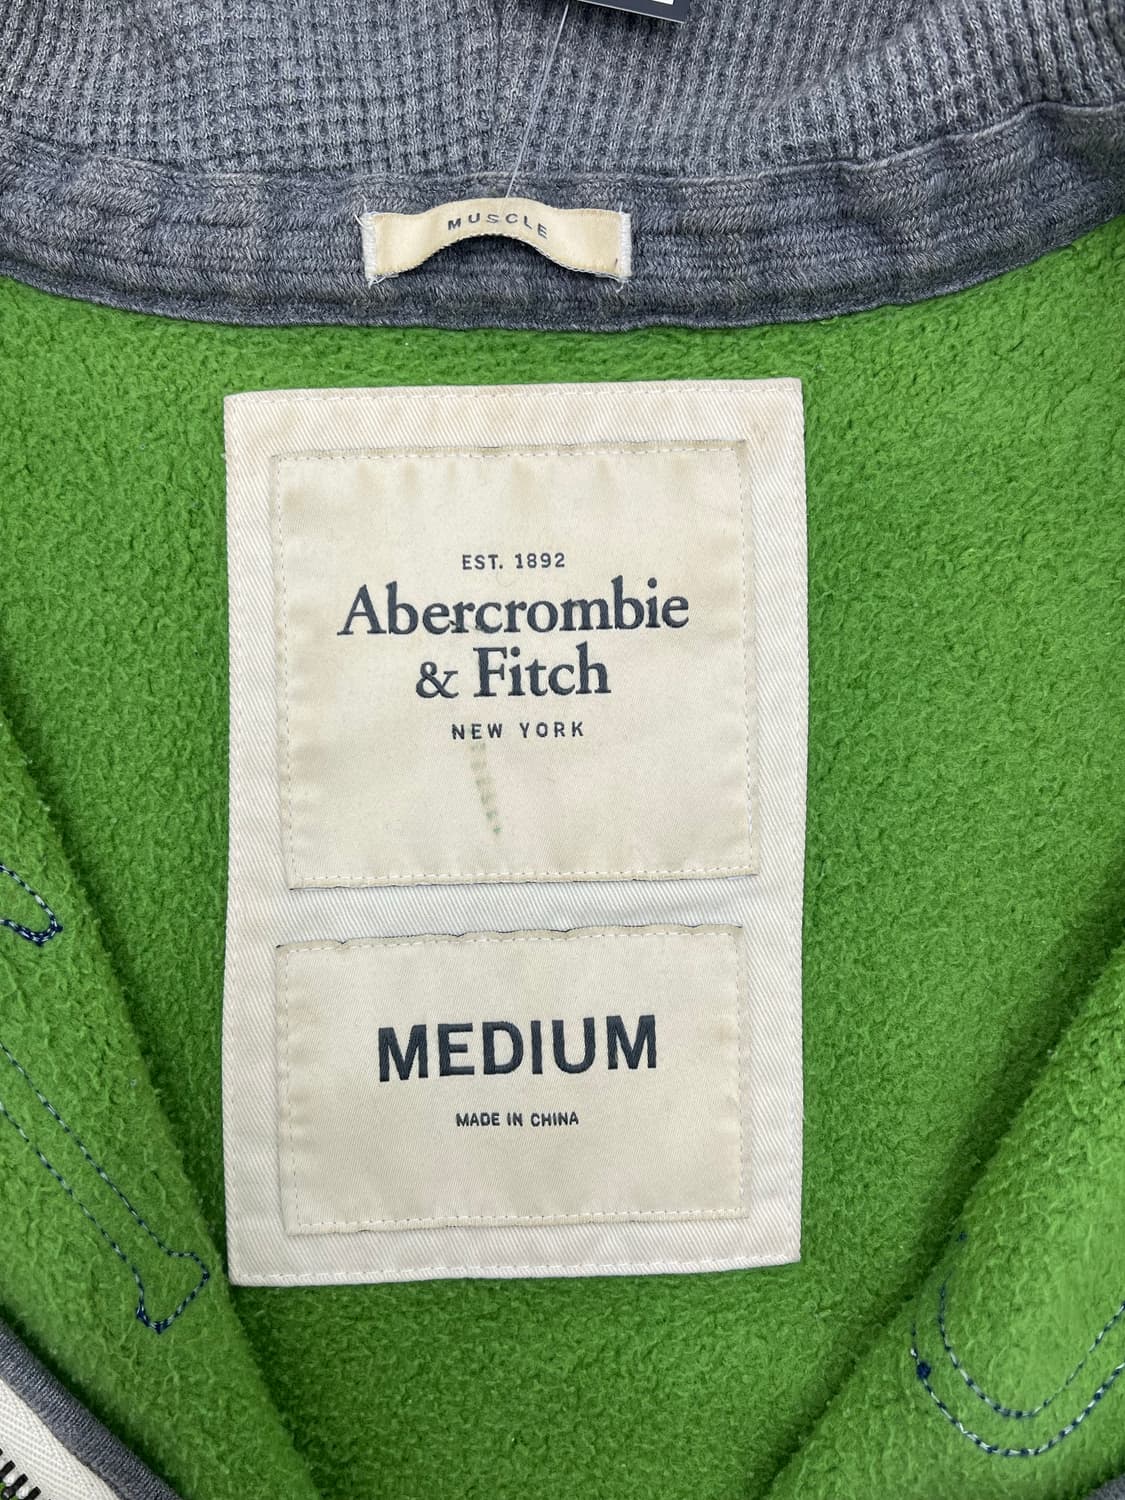 MUSCLE
EST. 1892
Abercrombie
& Fitch
NEW YORK
MEDIUM
MADE IN CHINA